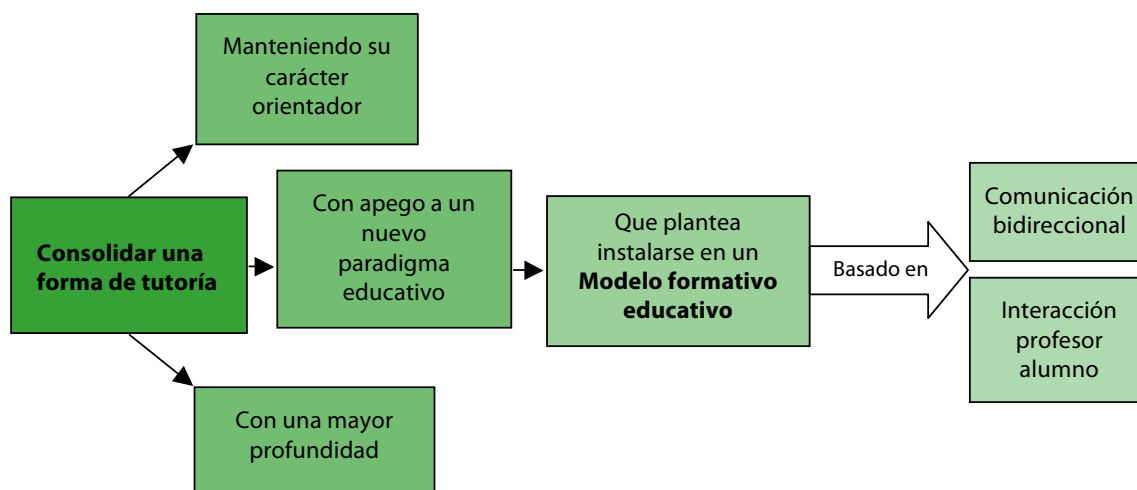 Manteniendo su
carácter
orientador
Consolidar una
forma de tutoría
Con apego a un
nuevo
paradigma
educativo
Que plantea
instalarse en un
Modelo formativo
educativo
Basado en
Comunicación
bidireccional
Interacción
profesor
alumno
Con una mayor
profundidad